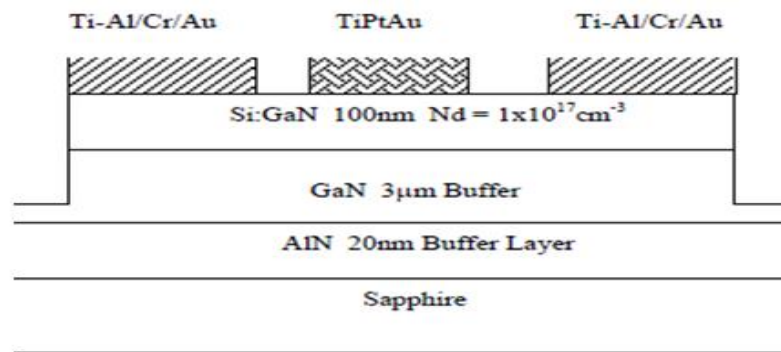 Ti-Al/Cr/Au TiPtAu Ti-Al/Cr/Au
Si:GaN 100nm Nd = 1x10¹⁷cm⁻³
GaN 3μm Buffer
AlN 20nm Buffer Layer
Sapphire